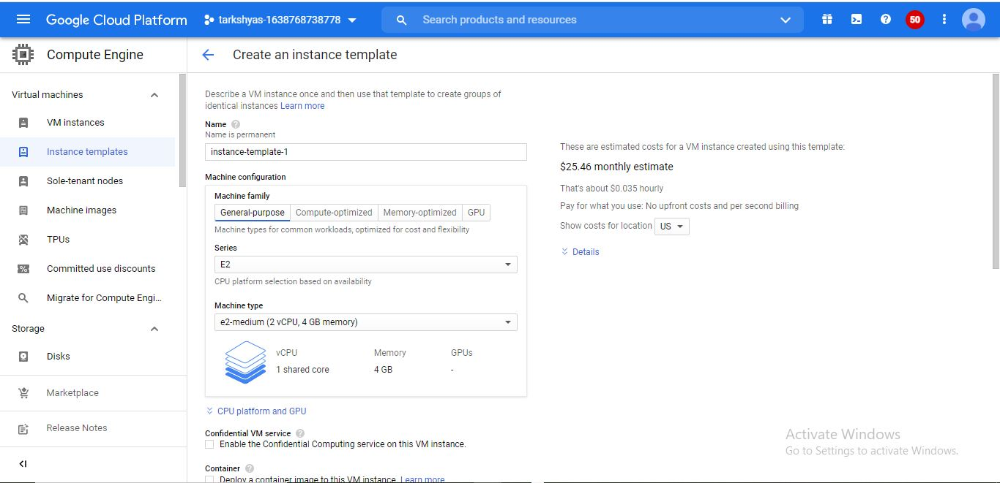 Google Cloud Platform
tarkshyas-1638768738778
Search products and resources
50
Compute Engine
Create an instance template
Virtual machines
VM instances
Instance templates
Sole-tenant nodes
Machine images
TPUs
Committed use discounts
Migrate for Compute Engi...
Storage
Disks
Marketplace
Release Notes
Describe a VM instance once and then use that template to create groups of
identical instances Learn more
Name ?
Name is permanent
instance-template-1
Machine configuration
Machine family
General-purpose Compute-optimized Memory-optimized GPU
Machine types for common workloads, optimized for cost and flexibility
Series
E2
CPU platform selection based on availability
Machine type
e2-medium (2 vCPU, 4 GB memory)
vCPU Memory GPUs
1 shared core 4 GB -
CPU platform and GPU
Confidential VM service ?
Enable the Confidential Computing service on this VM instance.
Container ?
Deploy a container image to this VM instance. Learn more
These are estimated costs for a VM instance created using this template:
$25.46 monthly estimate
That's about $0.035 hourly
Pay for what you use: No upfront costs and per second billing
Show costs for location US
Details
Activate Windows
Go to Settings to activate Windows.